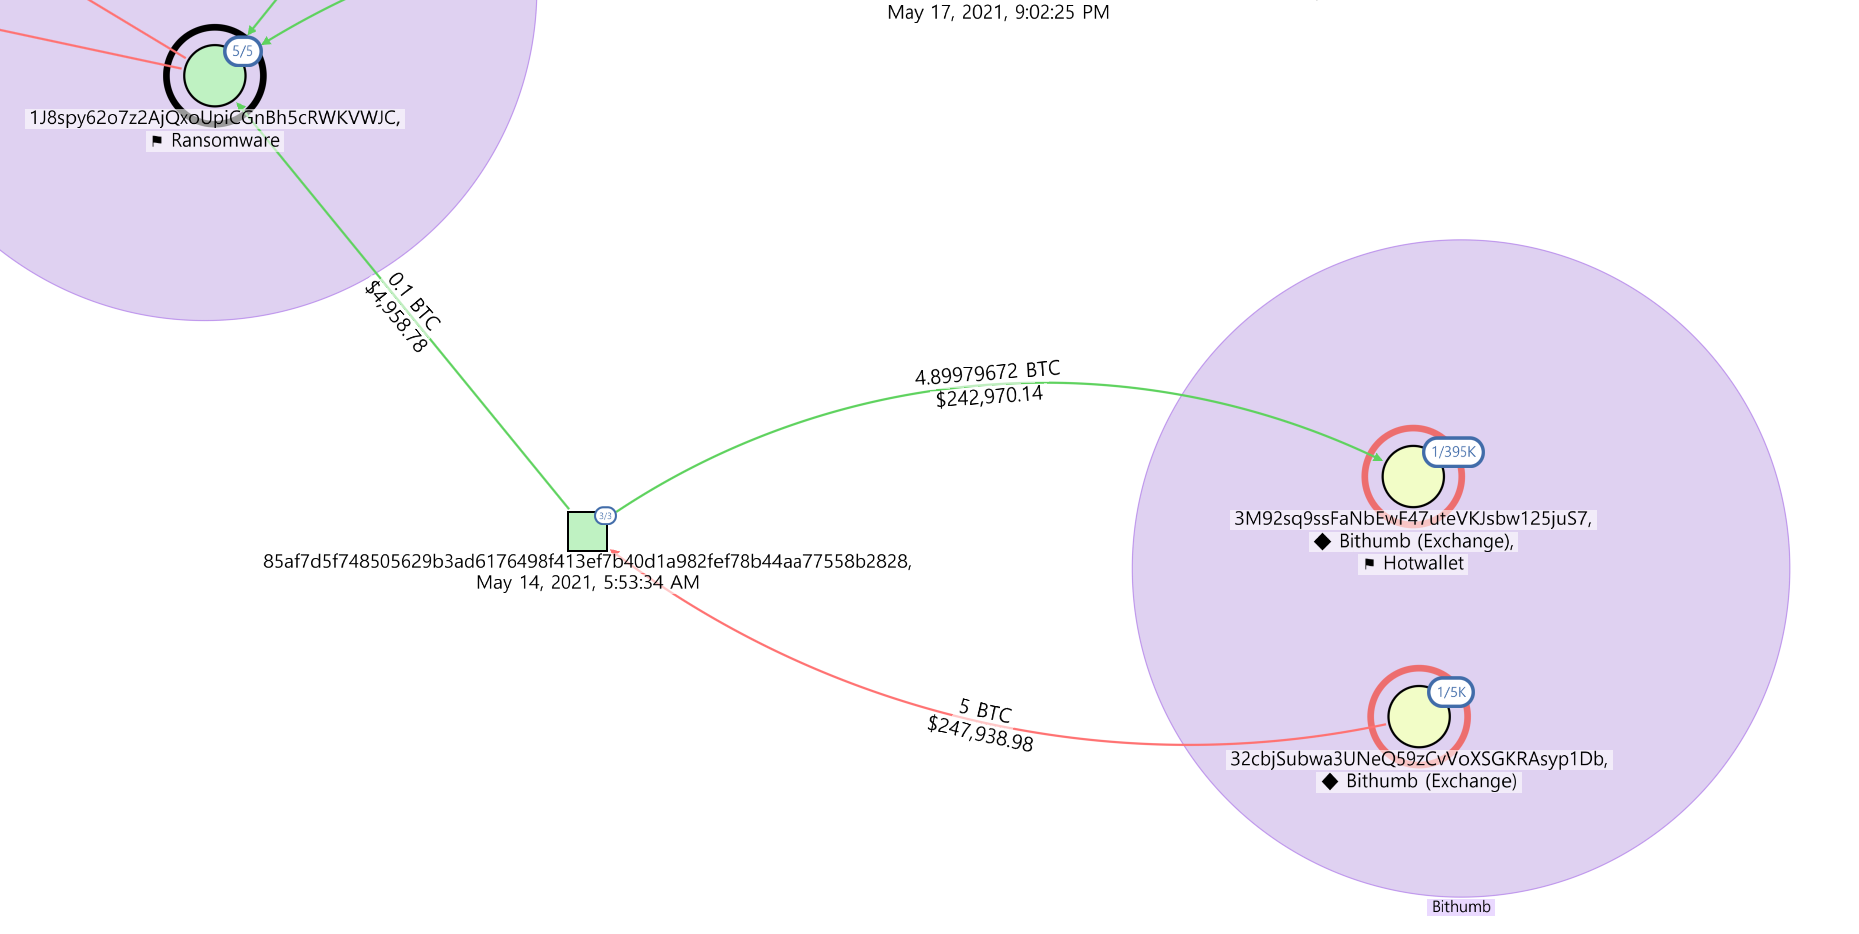 May 17, 2021, 9:02:25 PM
5/5
1J8spy62o7z2AjQxoUpiCGnBh5cRWKVWJC,
Ransomware
0.1 BTC
$4,958.78
4.89979672 BTC
$242,970.14
1/395K
3M92sq9ssFaNbEwF47uteVKJsbw125juS7,
Bithumb (Exchange),
Hotwallet
3/3
85af7d5f748505629b3ad6176498f413ef7b40d1a982fef78b44aa77558b2828,
May 14, 2021, 5:53:34 AM
5 BTC
$247,938.98
1/5K
32cbjSubwa3UNeQ59zCvVoXSGKRAsyp1Db,
Bithumb (Exchange)
Bithumb